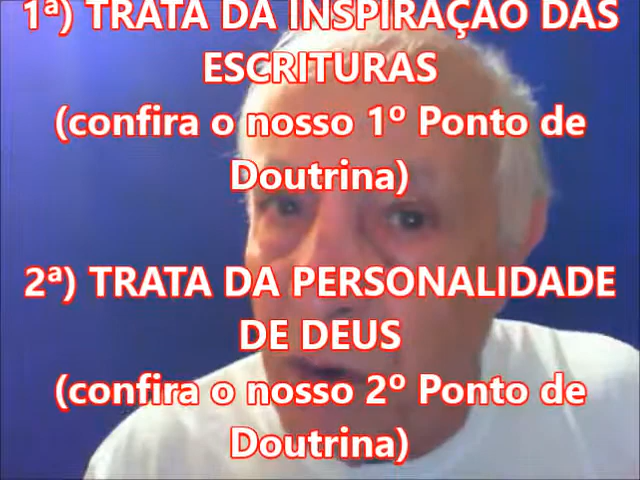 1ª) TRATA DA INSPIRAÇÃO DAS
ESCRITURAS
(confira o nosso 1º Ponto de
Doutrina)
2ª) TRATA DA PERSONALIDADE
DE DEUS
(confira o nosso 2º Ponto de
Doutrina)